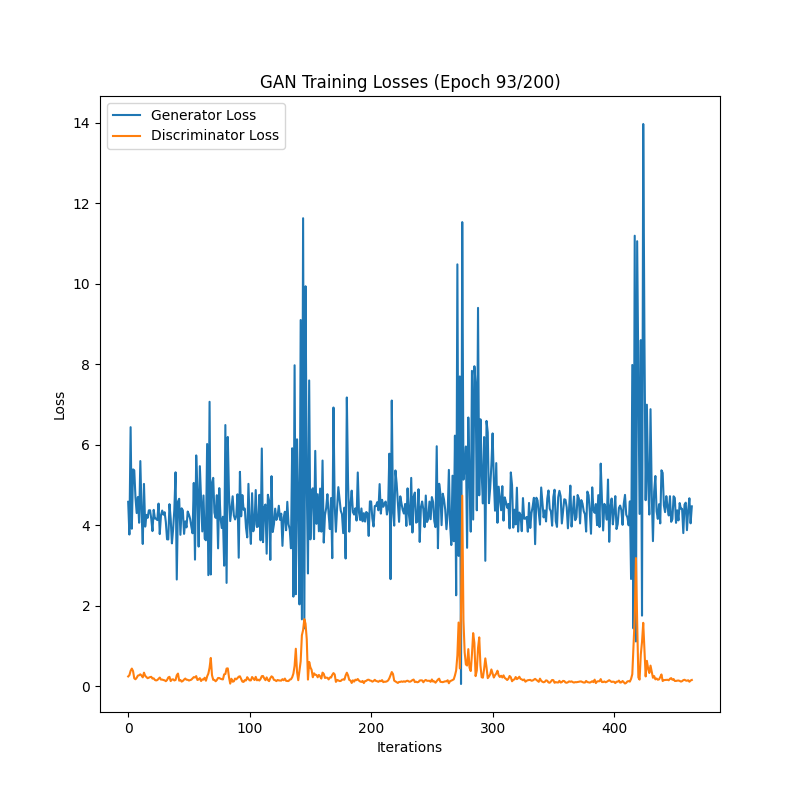 GAN Training Losses (Epoch 93/200)
Generator Loss
Discriminator Loss
14
12
10
8
6
4
2
0
Loss
0 100 200 300 400
Iterations